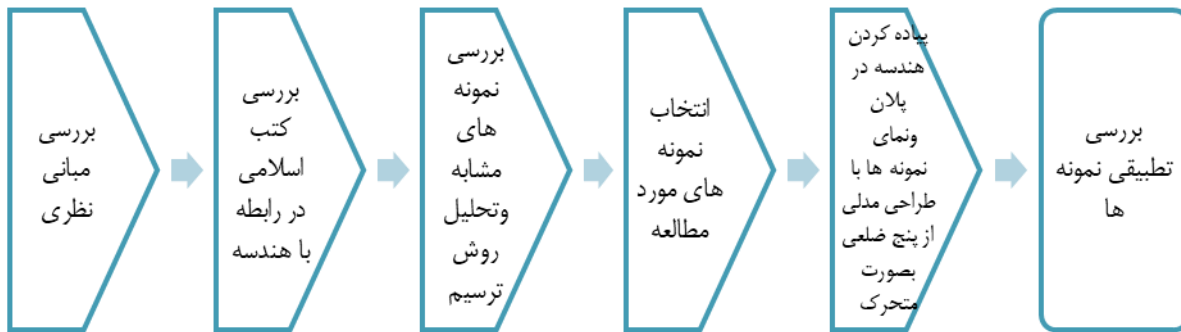 بررسی
مبانی
نظری
بررسی
کتب
اسلامی
در رابطه
با هندسه
بررسی
نمونه
های
مشابه
وتحلیل
روش
ترسیم
انتخاب
نمونه
های مورد
مطالعه
پیاده کردن
هندسه در
پلان
ونمای
نمونه ها با
طراحی مدلی
از پنج ضلعی
بصورت
متحرک
بررسی
تطبیقی نمونه
ها